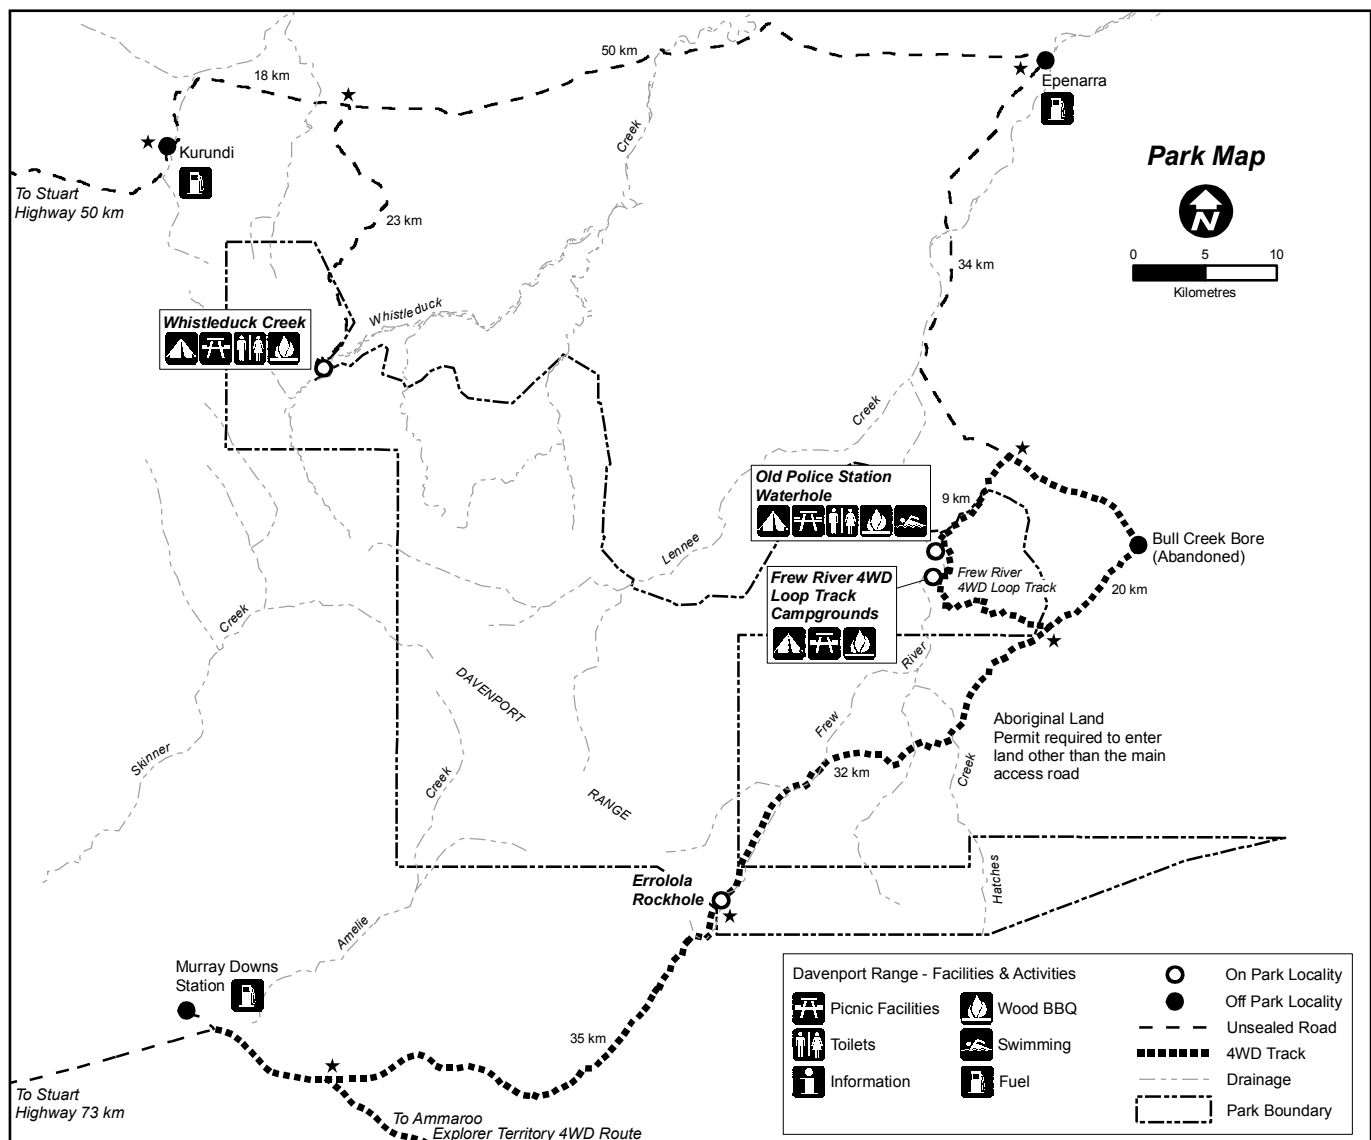 50 km
18 km
Epenarra
Kurundi
Creek
Park Map
N
To Stuart
Highway 50 km
23 km
0 5 10
Kilometres
34 km
Whistleduck
Whistleduck Creek
Creek
Old Police Station
Waterhole
9 km
Bull Creek Bore
(Abandoned)
Lennee
Frew River 4WD
Loop Track
Campgrounds
Frew River
4WD Loop Track
20 km
Creek
River
DAVENPORT
Frew
Aboriginal Land
Permit required to enter
land other than the main
access road
Skinner
Creek
32 km
Creek
RANGE
Errolola
Rockhole
Hatches
Amelie
Murray Downs
Station
35 km
To Stuart
Highway 73 km
To Ammaroo
Explorer Territory 4WD Route
Davenport Range - Facilities & Activities
Picnic Facilities
Wood BBQ
Toilets
Swimming
Information
Fuel
On Park Locality
Off Park Locality
Unsealed Road
4WD Track
Drainage
Park Boundary